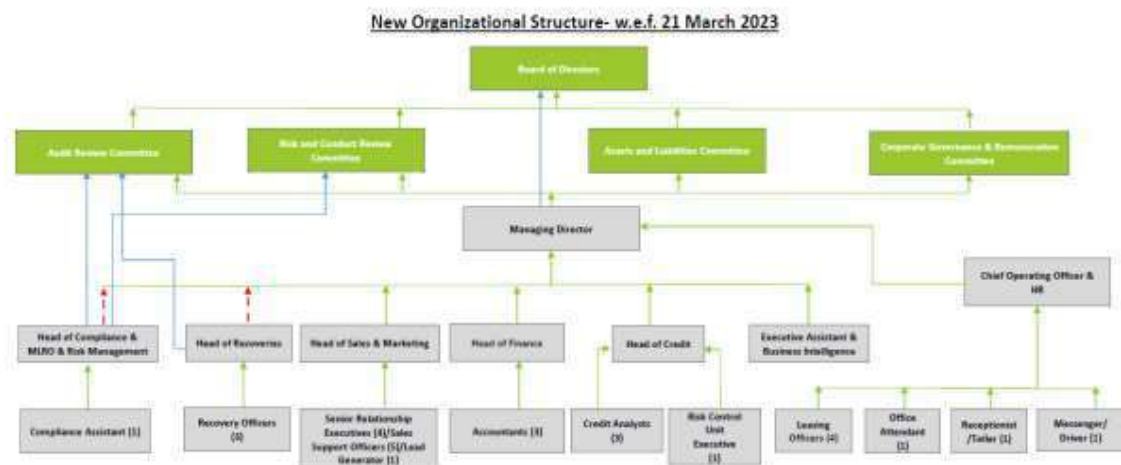 New Organizational Structure- w.e.f. 21 March 2023
Board of Directors
Audit Review Committee
Risk and Conduct Review
Committee
Assets and Liabilities Committee
Corporate Governance & Remuneration
Committee
Managing Director
Chief Operating Officer &
HR
Head of Compliance &
MLRO & Risk Management
Head of Recoveries
Head of Sales & Marketing
Head of Finance
Head of Credit
Executive Assistant &
Business Intelligence
Compliance Assistant (1)
Recovery Officers
Senior Relationship
Executives (4)/Sales
Support Officers (5)/Lead
Generator (1)
Accountants (3)
Credit Analysts
(3)
Risk Control
Unit
Executive
(1)
Leasing
Officers (4)
Office
Attendant
(1)
Receptionist
(1)
Messenger/
Driver (1)